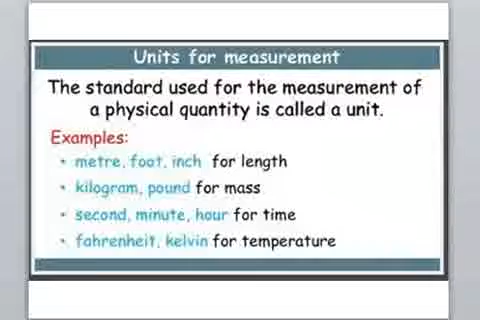 Units for measurement
The standard used for the measurement of
a physical quantity is called a unit.
Examples:
• metre, foot, inch for length
• kilogram, pound for mass
• second, minute, hour for time
• fahrenheit, kelvin for temperature